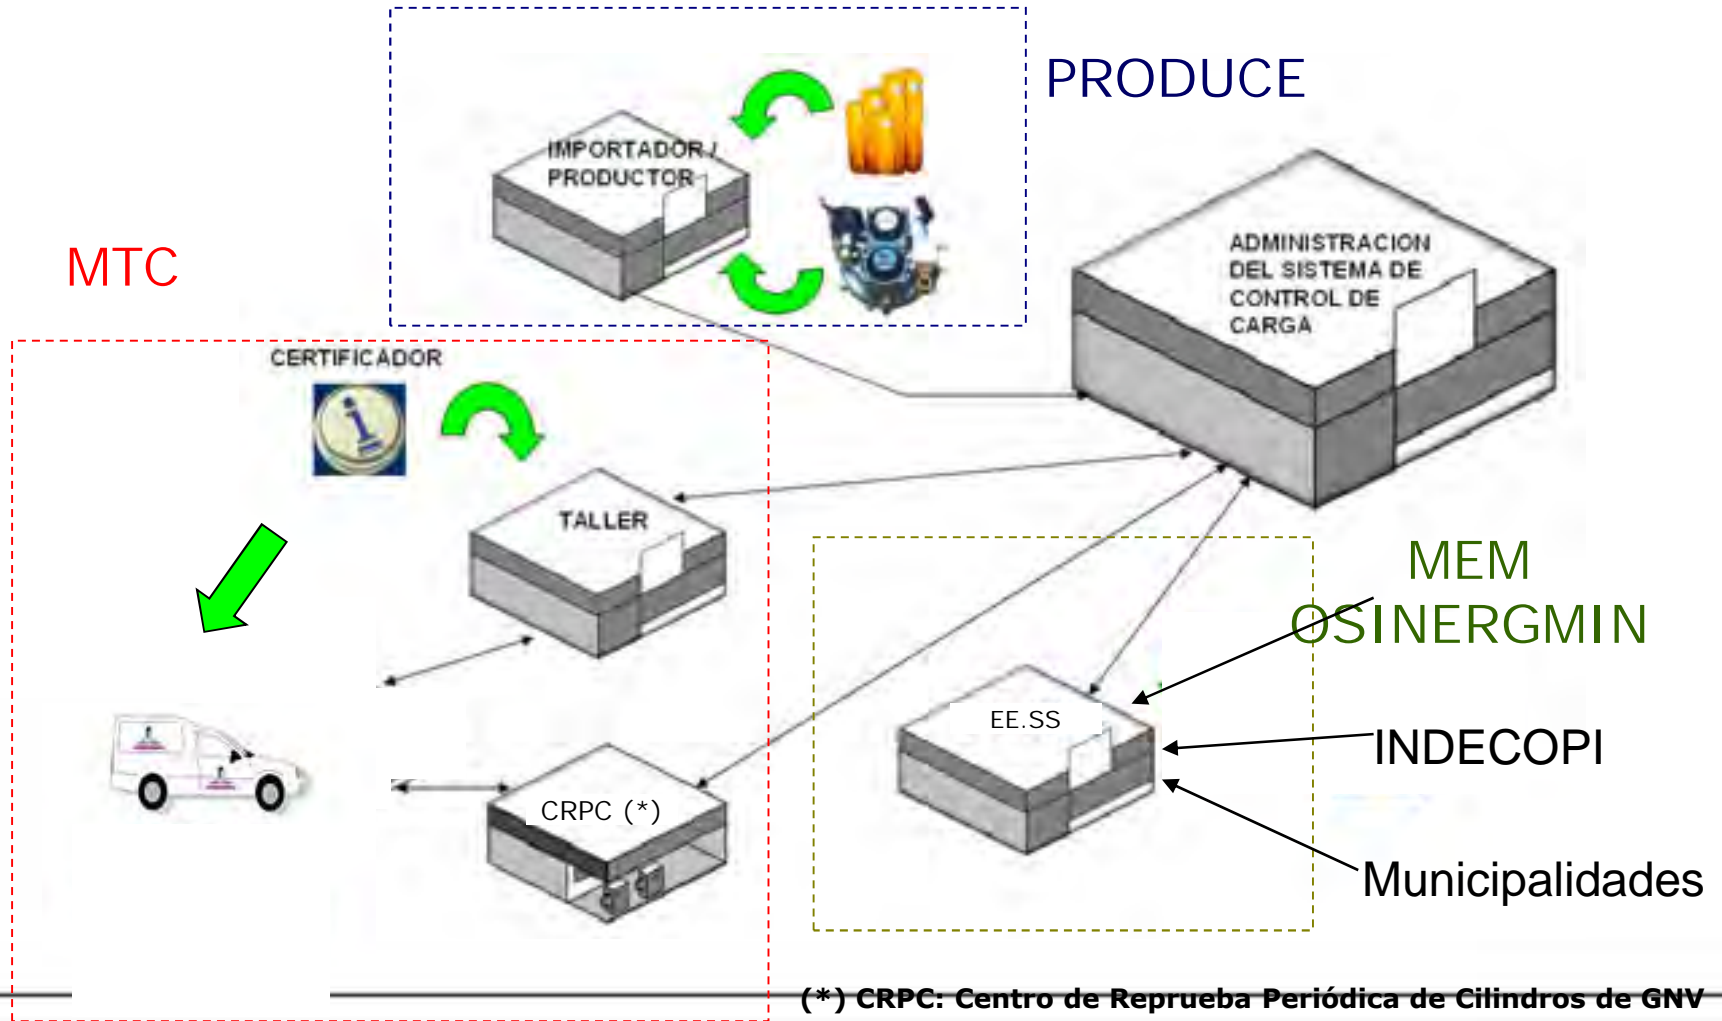 PRODUCE
IMPORTADOR /
PRODUCTOR
MTC
ADMINISTRACION
DEL SISTEMA DE
CONTROL DE
CARGA
CERTIFICADOR
TALLER
MEM
OSINERGMIN
EE.SS
INDECOPI
CRPC (*)
Municipalidades
(*) CRPC: Centro de Reprueba Periódica de Cilindros de GNV